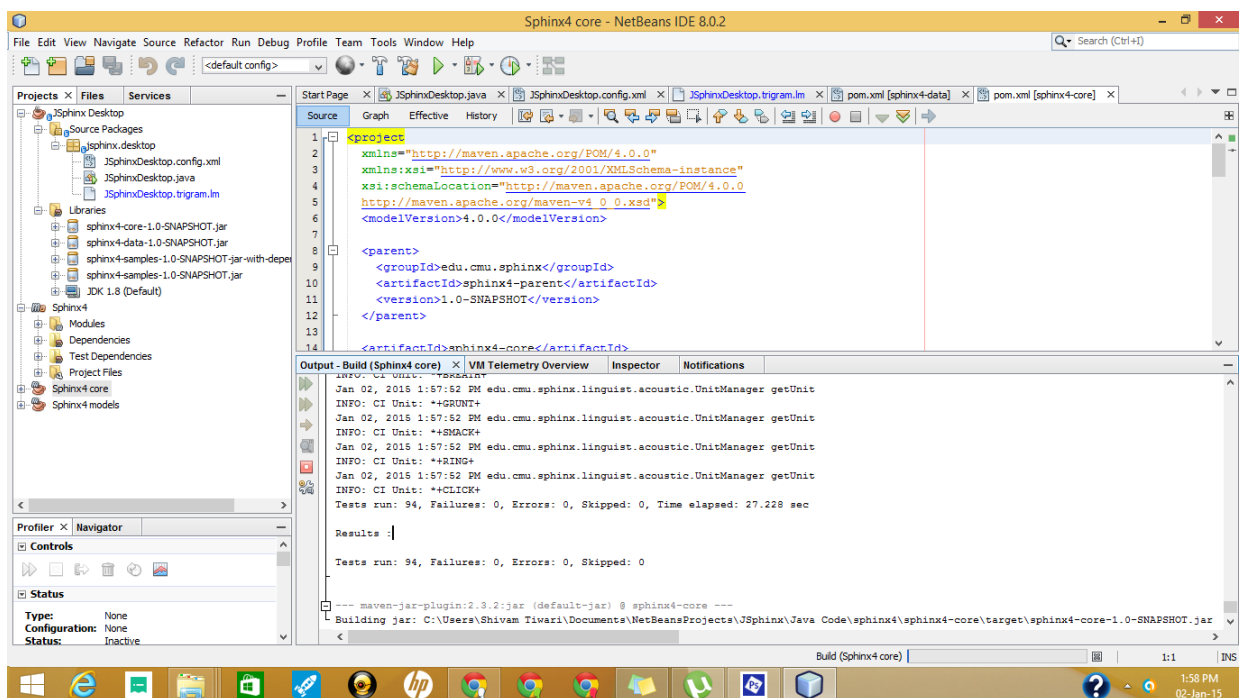 Sphinx4 core - NetBeans IDE 8.0.2
File Edit View Navigate Source Refactor Run Debug Profile Team Tools Window Help
Search (Ctrl+I)
<default config>
Projects Files Services
JSphinx Desktop
Source Packages
jsphinx.desktop
JSphinxDesktop.config.xml
JSphinxDesktop.java
JSphinxDesktop.trigram.lm
Libraries
sphinx4-core-1.0-SNAPSHOT.jar
sphinx4-data-1.0-SNAPSHOT.jar
sphinx4-samples-1.0-SNAPSHOT-jar-with-depe
sphinx4-samples-1.0-SNAPSHOT.jar
JDK 1.8 (Default)
Sphinx4
Modules
Dependencies
Test Dependencies
Project Files
Sphinx4 core
Sphinx4 models
Profiler Navigator
Controls
Status
Type: None
Configuration: None
Status: Inactive
Start Page JSphinxDesktop.java JSphinxDesktop.config.xml JSphinxDesktop.trigram.lm pom.xml [sphinx4-data] pom.xml [sphinx4-core]
Source Graph Effective History
1 <project
2 xmlns="http://maven.apache.org/POM/4.0.0"
3 xmlns:xsi="http://www.w3.org/2001/XMLSchema-instance"
4 xsi:schemaLocation="http://maven.apache.org/POM/4.0.0
5 http://maven.apache.org/maven-v4_0_0.xsd">
6 <modelVersion>4.0.0</modelVersion>
7
8 <parent>
9 <groupId>edu.cmu.sphinx</groupId>
10 <artifactId>sphinx4-parent</artifactId>
11 <version>1.0-SNAPSHOT</version>
12 </parent>
13
14 <artifactId>sphinx4-core</artifactId>
Output - Build (Sphinx4 core) VM Telemetry Overview Inspector Notifications
INFO: CI Unit: *+BREATH+
Jan 02, 2015 1:57:52 PM edu.cmu.sphinx.linguist.acoustic.UnitManager getUnit
INFO: CI Unit: *+GRUNT+
Jan 02, 2015 1:57:52 PM edu.cmu.sphinx.linguist.acoustic.UnitManager getUnit
INFO: CI Unit: *+SMACK+
Jan 02, 2015 1:57:52 PM edu.cmu.sphinx.linguist.acoustic.UnitManager getUnit
INFO: CI Unit: *+RING+
Jan 02, 2015 1:57:52 PM edu.cmu.sphinx.linguist.acoustic.UnitManager getUnit
INFO: CI Unit: *+CLICK+
Tests run: 94, Failures: 0, Errors: 0, Skipped: 0, Time elapsed: 27.228 sec
Results :
Tests run: 94, Failures: 0, Errors: 0, Skipped: 0
--- maven-jar-plugin:2.3.2:jar (default-jar) @ sphinx4-core ---
Building jar: C:\Users\Shivam Tiwari\Documents\NetBeansProjects\JSphinx\Java Code\sphinx4\sphinx4-core\target\sphinx4-core-1.0-SNAPSHOT.jar
Build (Sphinx4 core)
1:1 INS
hp
Ps
1:58 PM
02-Jan-15